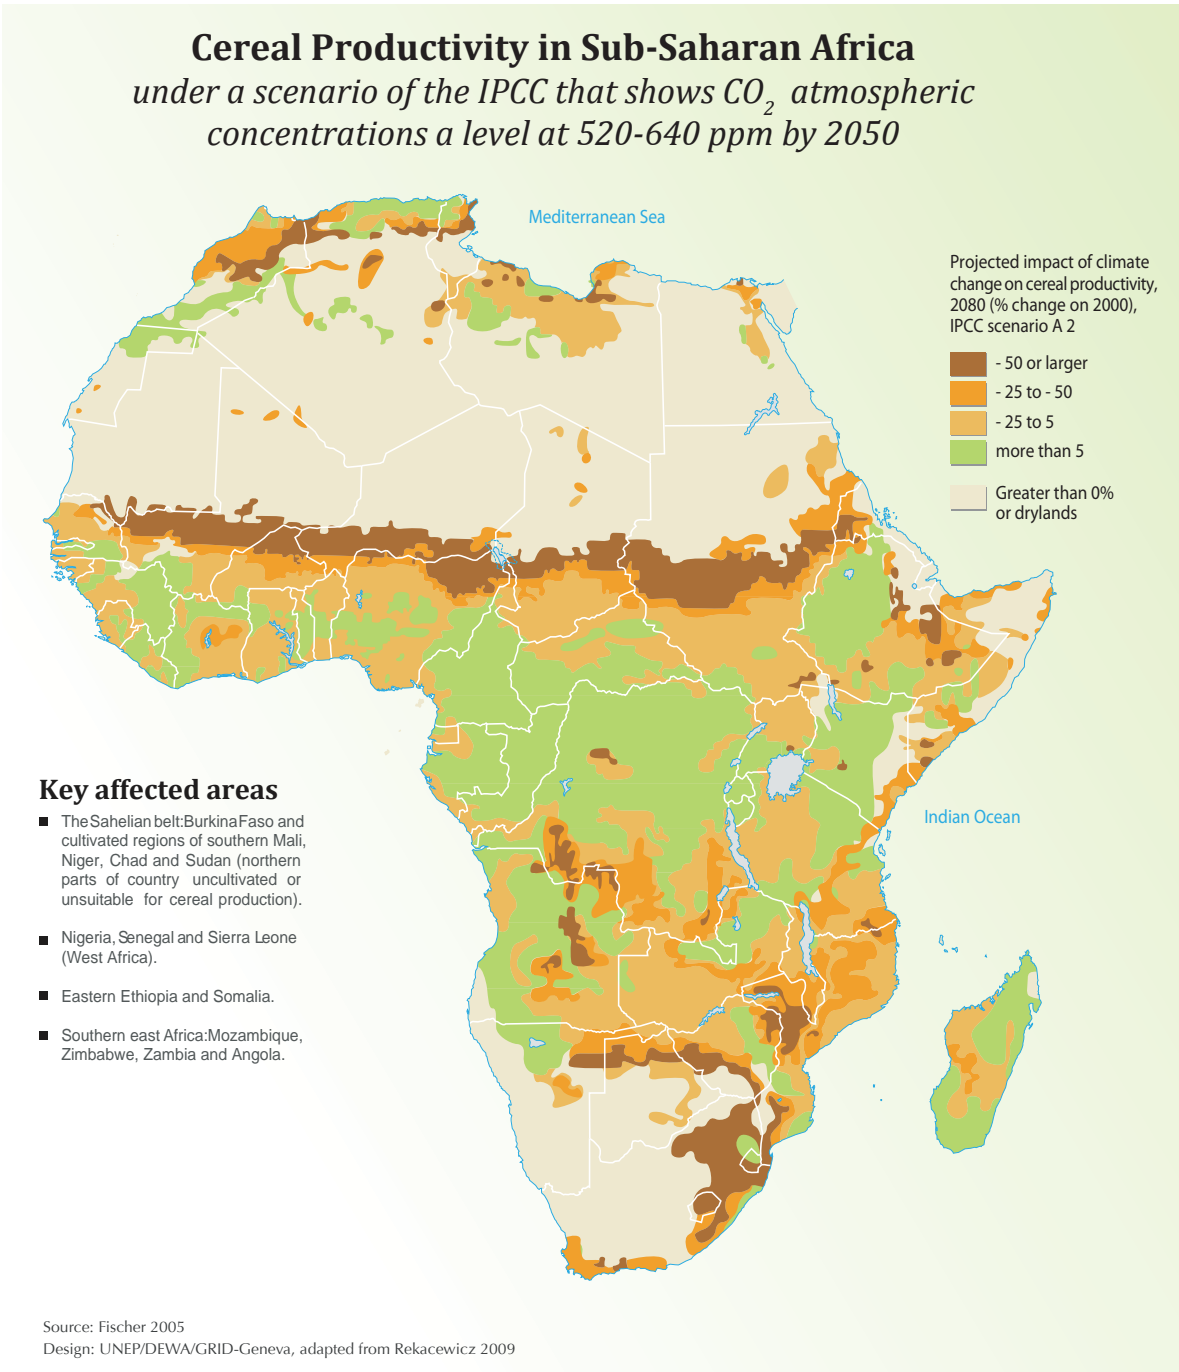 Cereal Productivity in Sub-Saharan Africa
under a scenario of the IPCC that shows CO2 atmospheric
concentrations a level at 520-640 ppm by 2050
Mediterranean Sea
Projected impact of climate
change on cereal productivity,
2080 (% change on 2000),
IPCC scenario A 2
- 50 or larger
- 25 to - 50
- 25 to 5
more than 5
Greater than 0%
or drylands
Indian Ocean
Key affected areas
The Sahelian belt:Burkina Faso and
cultivated regions of southern Mali,
Niger, Chad and Sudan (northern
parts of country uncultivated or
unsuitable for cereal production).
Nigeria, Senegal and Sierra Leone
(West Africa).
Eastern Ethiopia and Somalia.
Southern east Africa:Mozambique,
Zimbabwe, Zambia and Angola.
Source: Fischer 2005
Design: UNEP/DEWA/GRID-Geneva, adapted from Rekacewicz 2009